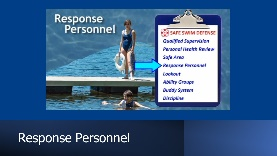 Response
Personnel
SAFE SWIM DEFENSE
Qualified Supervision
Personal Health Review
Safe Area
Response Personnel
Lookout
Ability Groups
Buddy System
Discipline
Response Personnel